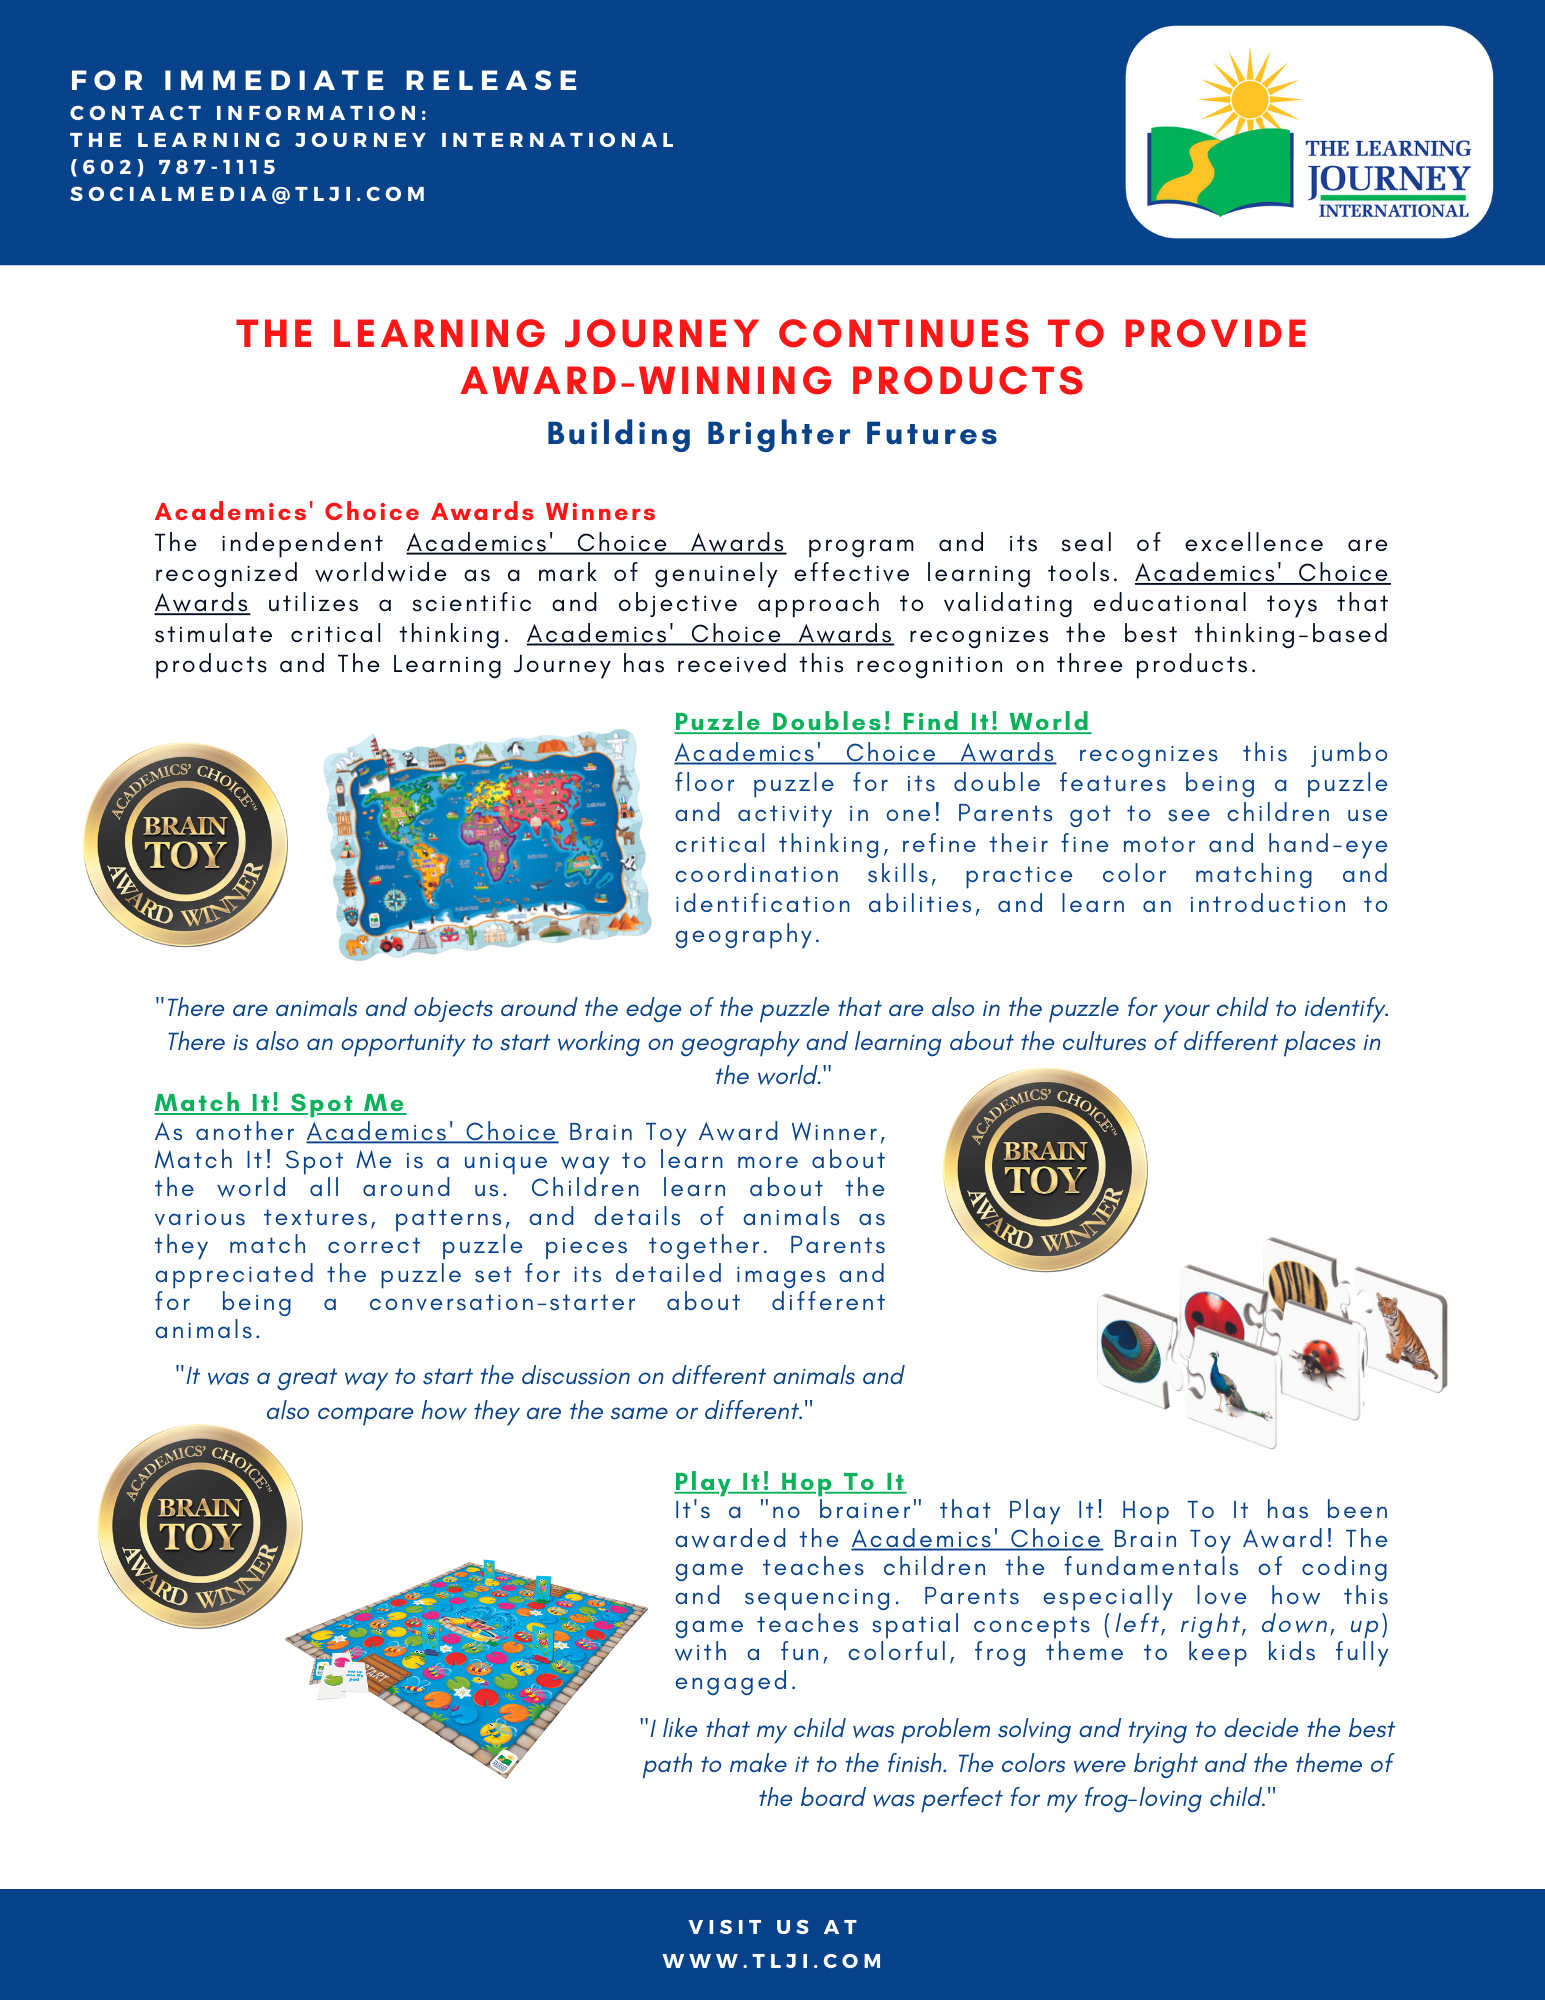 FOR IMMEDIATE RELEASE
CONTACT INFORMATION:
THE LEARNING JOURNEY INTERNATIONAL
(602) 787-1115
SOCIALMEDIA@TLJI.COM
THE LEARNING
JOURNEY
INTERNATIONAL
THE LEARNING JOURNEY CONTINUES TO PROVIDE
AWARD-WINNING PRODUCTS
Building Brighter Futures
Academics' Choice Awards Winners
The independent Academics' Choice Awards program and its seal of excellence are
recognized worldwide as a mark of genuinely effective learning tools. Academics' Choice
Awards utilizes a scientific and objective approach to validating educational toys that
stimulate critical thinking. Academics' Choice Awards recognizes the best thinking-based
products and The Learning Journey has received this recognition on three products.
ACADEMICS' CHOICE™
BRAIN
TOY
AWARD WINNER
Puzzle Doubles! Find It! World
Academics' Choice Awards recognizes this jumbo
floor puzzle for its double features being a puzzle
and activity in one! Parents got to see children use
critical thinking, refine their fine motor and hand-eye
coordination skills, practice color matching and
identification abilities, and learn an introduction to
geography.
"There are animals and objects around the edge of the puzzle that are also in the puzzle for your child to identify.
There is also an opportunity to start working on geography and learning about the cultures of different places in
the world."
Match It! Spot Me
As another Academics' Choice Brain Toy Award Winner,
Match It! Spot Me is a unique way to learn more about
the world all around us. Children learn about the
various textures, patterns, and details of animals as
they match correct puzzle pieces together. Parents
appreciated the puzzle set for its detailed images and
for being a conversation-starter about different
animals.
ACADEMICS' CHOICE™
BRAIN
TOY
AWARD WINNER
"It was a great way to start the discussion on different animals and
also compare how they are the same or different."
ACADEMICS' CHOICE™
BRAIN
TOY
AWARD WINNER
START
Play It! Hop To It
It's a "no brainer" that Play It! Hop To It has been
awarded the Academics' Choice Brain Toy Award! The
game teaches children the fundamentals of coding
and sequencing. Parents especially love how this
game teaches spatial concepts (left, right, down, up)
with a fun, colorful, frog theme to keep kids fully
engaged.
"I like that my child was problem solving and trying to decide the best
path to make it to the finish. The colors were bright and the theme of
the board was perfect for my frog-loving child."
VISIT US AT
WWW.TLJI.COM